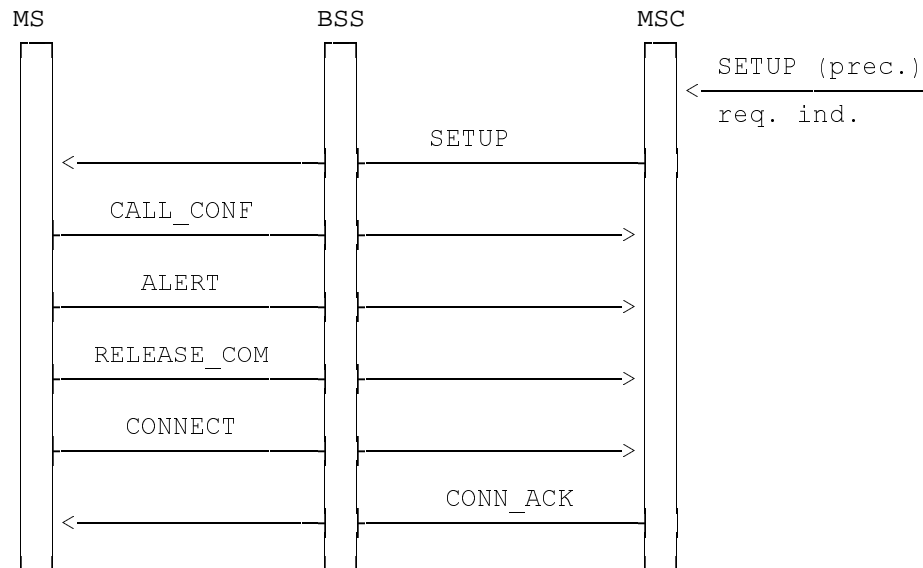 MS BSS MSC
SETUP (prec.)
req. ind.
SETUP
CALL_CONF
ALERT
RELEASE_COM
CONNECT
CONN_ACK